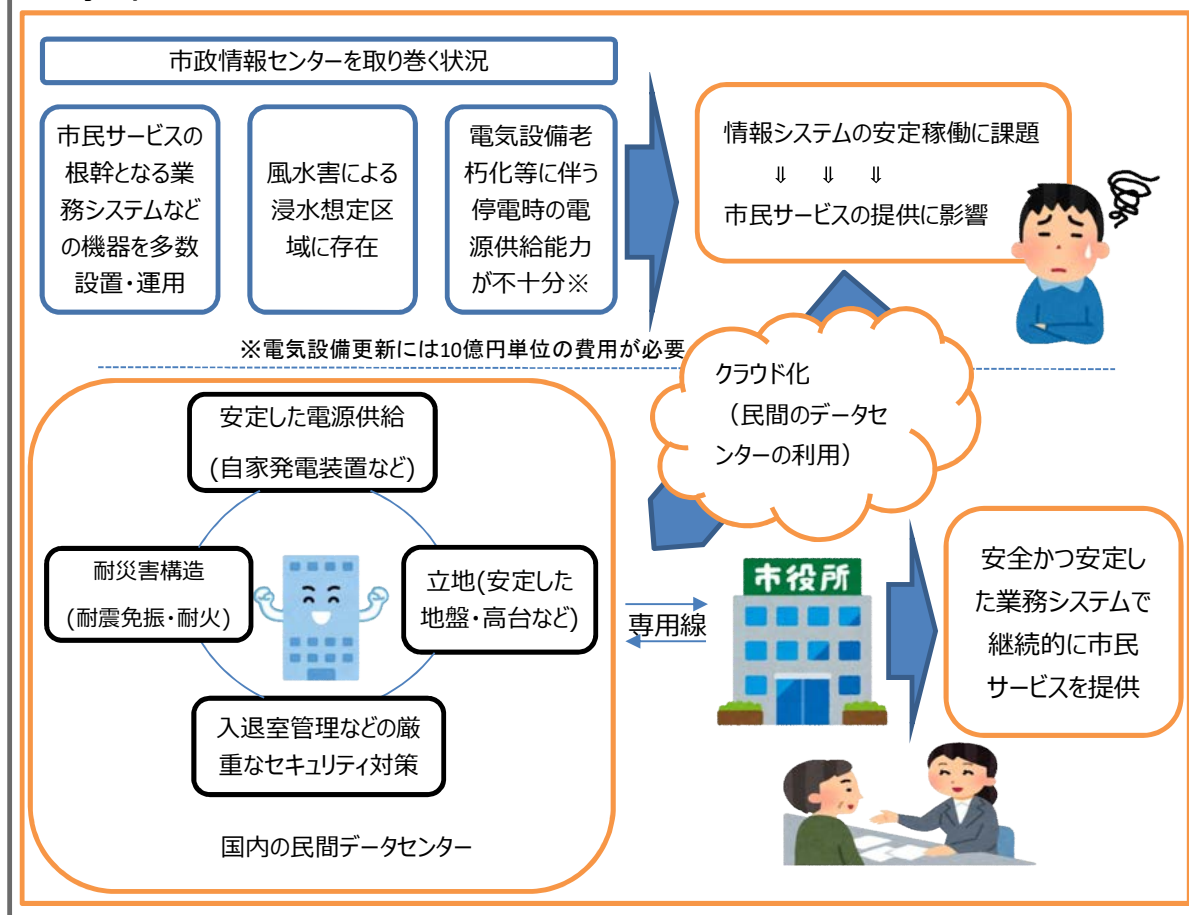 市政情報センターを取り巻く状況
市民サービスの
根幹となる業
務システムなど
の機器を多数
設置・運用
風水害による
浸水想定区
域に存在
電気設備老
朽化等に伴う
停電時の電
源供給能力
が不十分※
情報システムの安定稼働に課題
⇓ ⇓ ⇓
市民サービスの提供に影響
※電気設備更新には10億円単位の費用が必要
クラウド化
（民間のデータセ
ンターの利用）
安定した電源供給
(自家発電装置など)
耐災害構造
(耐震免振・耐火)
立地(安定した
地盤・高台など)
入退室管理などの厳
重なセキュリティ対策
国内の民間データセンター
専用線
市役所
安全かつ安定し
た業務システムで
継続的に市民
サービスを提供